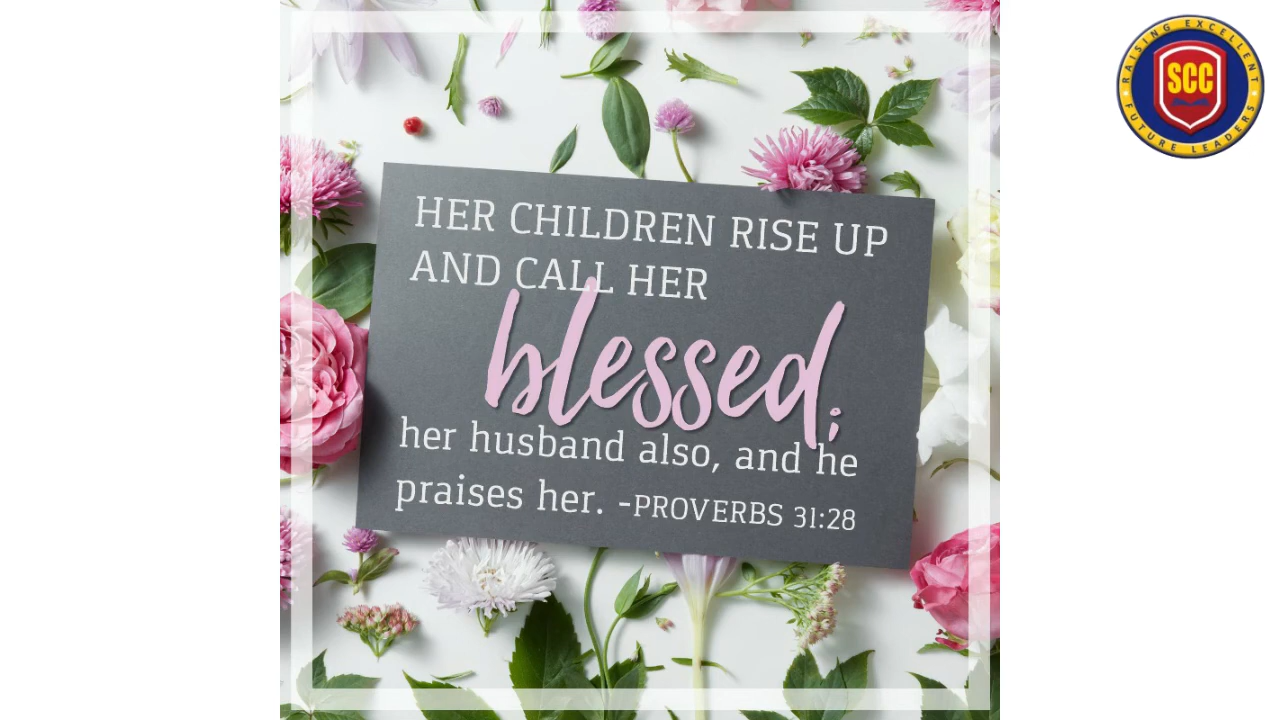 HER CHILDREN RISE UP
AND CALL HER
blessed;
her husband also, and he
praises her. -PROVERBS 31:28
RAISING EXCELLENT
SCC
FUTURE LEADERS